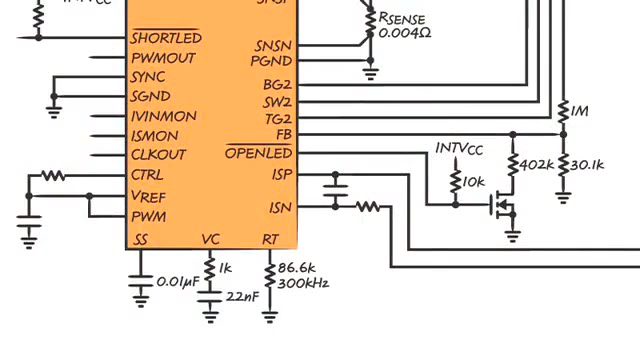 INTVCC
SNSP
RSENSE
0.004Ω
SHORTLED
SNSN
PWMOUT
PGND
SYNC
BG2
SGND
SW2
1M
IVINMON
TG2
ISMON
FB
INTVCC
CLKOUT
OPENLED
402k
30.1k
CTRL
ISP
10k
VREF
ISN
PWM
SS
VC
RT
1k
86.6k
0.01µF
300kHz
22nF